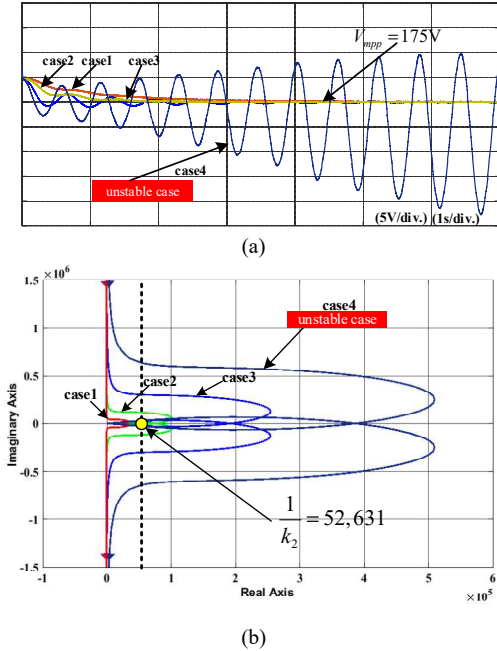 case2 case1 case3
V_mpp = 175V
case4
unstable case
(5V/div.) (1s/div.)
(a)
×10^6
1.5
1
0.5
0
-0.5
-1
-1.5
Imaginary Axis
case4
unstable case
case1
case2
case3
1/k_2 = 52,631
-1 0 1 2 3 4 5 6
Real Axis
×10^5
(b)